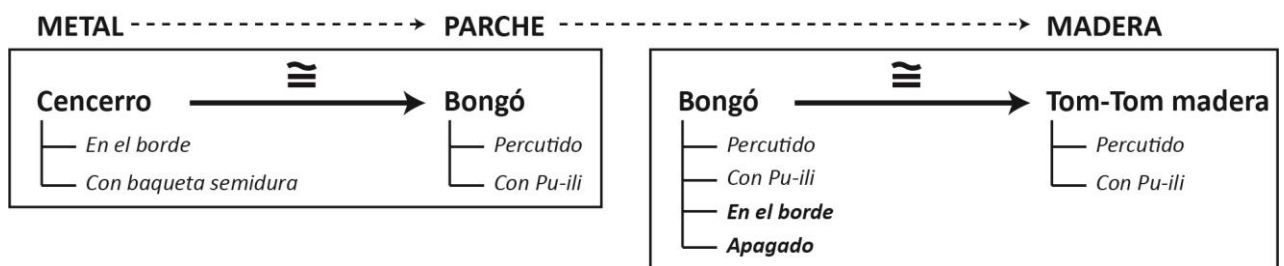 METAL PARCHE MADERA
≅ ≅
Cencerro Bongó Bongó Tom-Tom madera
En el borde Percutido Percutido Percutido
Con baqueta semidura Con Pu-ili Con Pu-ili Con Pu-ili
En el borde
Apagado